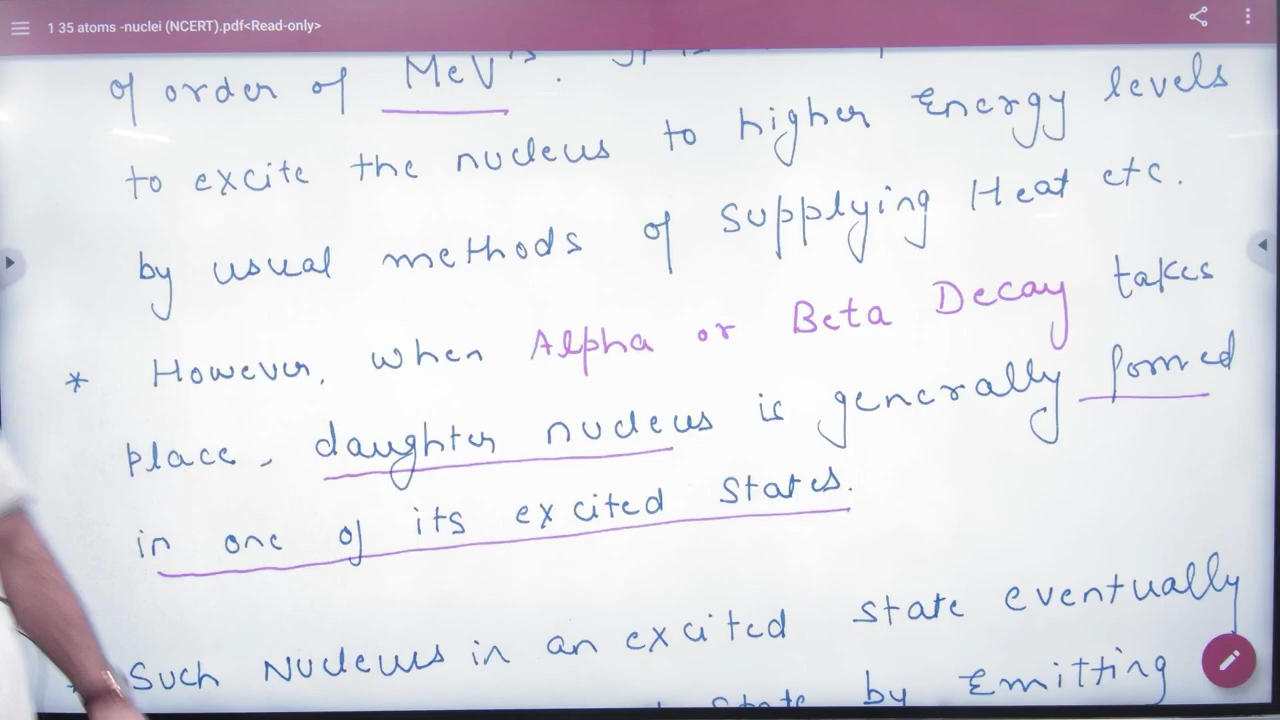 1 35 atoms -nuclei (NCERT).pdf<Read-only>
of order of MeV's.
to excite the nucleus to higher Energy levels
by usual methods of supplying Heat etc.
* However, when Alpha or Beta Decay takes
place, daughter nucleus is generally formed
in one of its excited states.
* Such Nucleus in an excited state eventually
state by Emitting